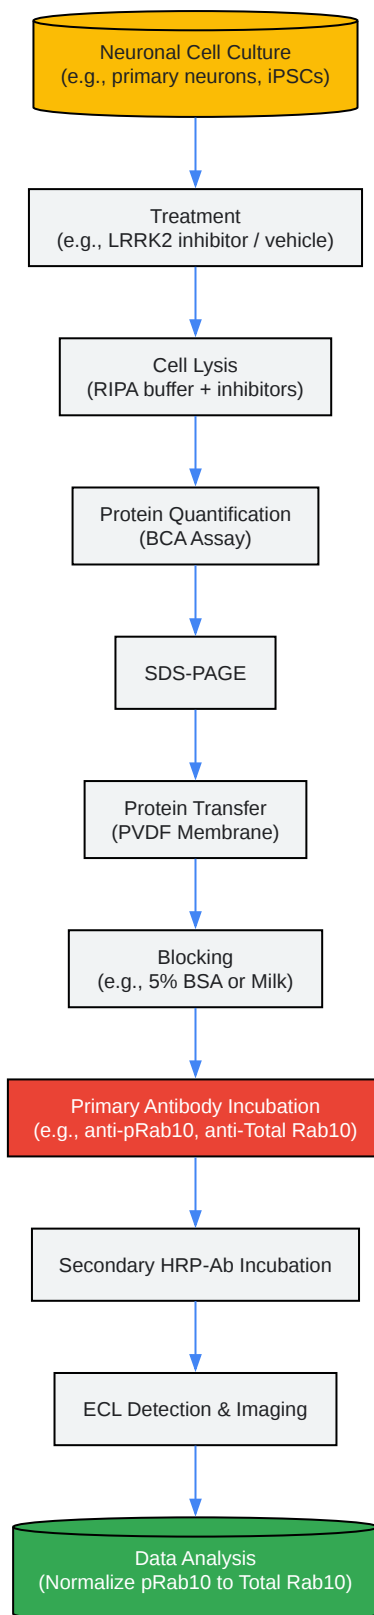 Neuronal Cell Culture
(e.g., primary neurons, iPSCs)
Treatment
(e.g., LRRK2 inhibitor / vehicle)
Cell Lysis
(RIPA buffer + inhibitors)
Protein Quantification
(BCA Assay)
SDS-PAGE
Protein Transfer
(PVDF Membrane)
Blocking
(e.g., 5% BSA or Milk)
Primary Antibody Incubation
(e.g., anti-pRab10, anti-Total Rab10)
Secondary HRP-Ab Incubation
ECL Detection & Imaging
Data Analysis
(Normalize pRab10 to Total Rab10)